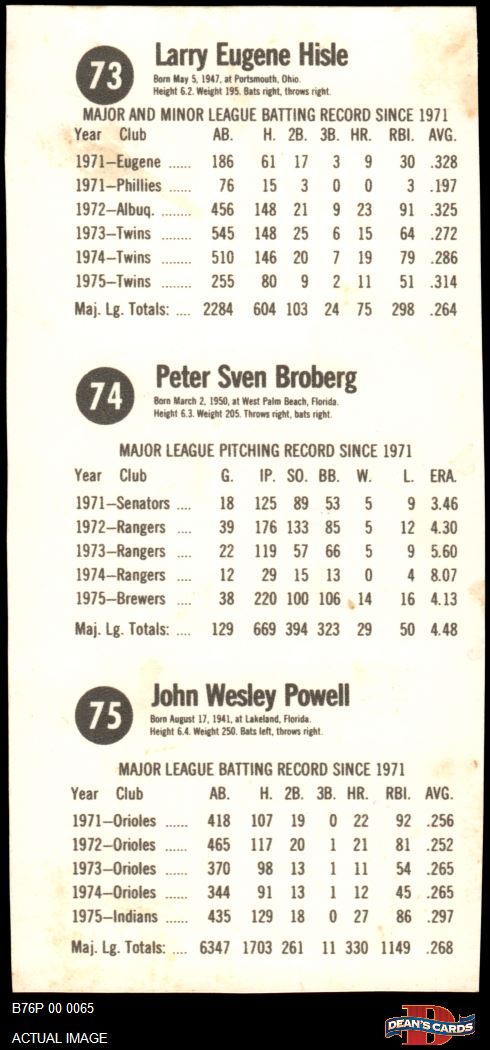 73 Larry Eugene Hisle
Born May 5, 1947, at Portsmouth, Ohio.
Height 6.2. Weight 195. Bats right, throws right.
MAJOR AND MINOR LEAGUE BATTING RECORD SINCE 1971
Year Club AB. H. 2B. 3B. HR. RBI. AVG.
1971—Eugene ...... 186 61 17 3 9 30 .328
1971—Phillies ...... 76 15 3 0 0 3 .197
1972—Albuq. ........ 456 148 21 9 23 91 .325
1973—Twins ........ 545 148 25 6 15 64 .272
1974—Twins ........ 510 146 20 7 19 79 .286
1975—Twins ........ 255 80 9 2 11 51 .314
Maj. Lg. Totals: .... 2284 604 103 24 75 298 .264
74 Peter Sven Broberg
Born March 2, 1950, at West Palm Beach, Florida.
Height 6.3. Weight 205. Throws right, bats right.
MAJOR LEAGUE PITCHING RECORD SINCE 1971
Year Club G. IP. SO. BB. W. L. ERA.
1971—Senators .... 18 125 89 53 5 9 3.46
1972—Rangers .... 39 176 133 85 5 12 4.30
1973—Rangers .... 22 119 57 66 5 9 5.60
1974—Rangers .... 12 29 15 13 0 4 8.07
1975—Brewers .... 38 220 100 106 14 16 4.13
Maj. Lg. Totals: .... 129 669 394 323 29 50 4.48
75 John Wesley Powell
Born August 17, 1941, at Lakeland, Florida.
Height 6.4. Weight 250. Bats left, throws right.
MAJOR LEAGUE BATTING RECORD SINCE 1971
Year Club AB. H. 2B. 3B. HR. RBI. AVG.
1971—Orioles ...... 418 107 19 0 22 92 .256
1972—Orioles ...... 465 117 20 1 21 81 .252
1973—Orioles ...... 370 98 13 1 11 54 .265
1974—Orioles ...... 344 91 13 1 12 45 .265
1975—Indians ...... 435 129 18 0 27 86 .297
Maj. Lg. Totals: .... 6347 1703 261 11 330 1149 .268
B76P 00 0065
ACTUAL IMAGE
D
DEAN'S CARDS